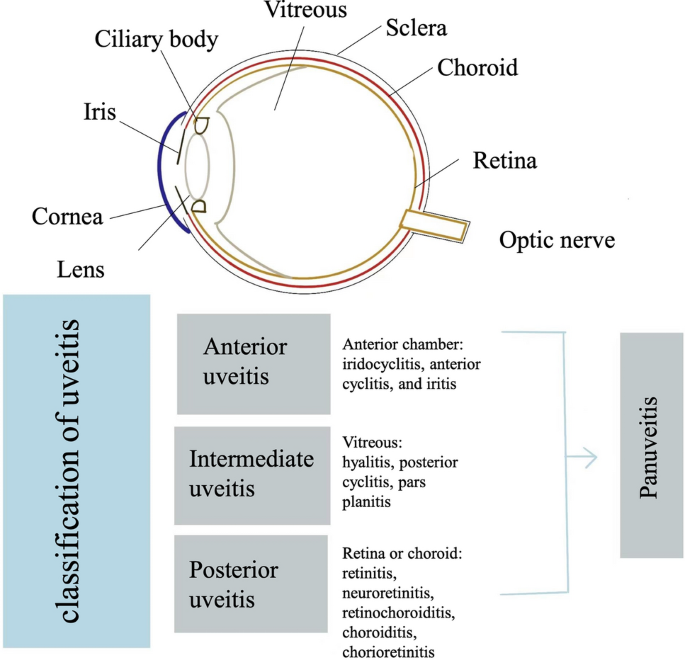 Vitreous
Sclera
Ciliary body
Choroid
Iris
Retina
Cornea
Optic nerve
Lens
classification of uveitis
Anterior
uveitis
Anterior chamber:
iridocyclitis, anterior
cyclitis, and iritis
Intermediate
uveitis
Vitreous:
hyalitis, posterior
cyclitis, pars
planitis
Posterior
uveitis
Retina or choroid:
retinitis,
neuroretinitis,
retinochoroiditis,
choroiditis,
chorioretinitis
Panuveitis